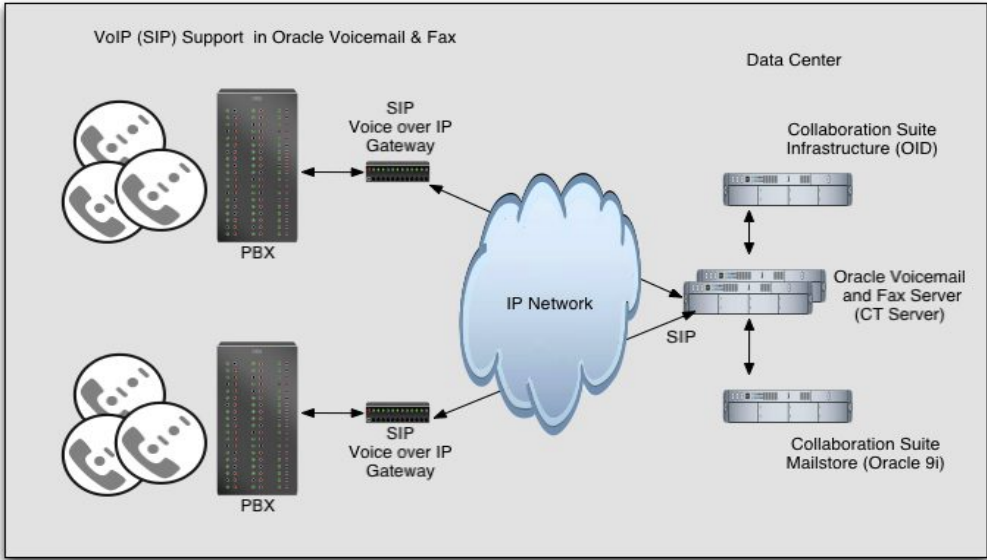 VoIP (SIP) Support in Oracle Voicemail & Fax
Data Center
SIP
Voice over IP
Gateway
PBX
Collaboration Suite
Infrastructure (OID)
IP Network
Oracle Voicemail
and Fax Server
(CT Server)
SIP
SIP
Voice over IP
Gateway
PBX
Collaboration Suite
Mailstore (Oracle 9i)